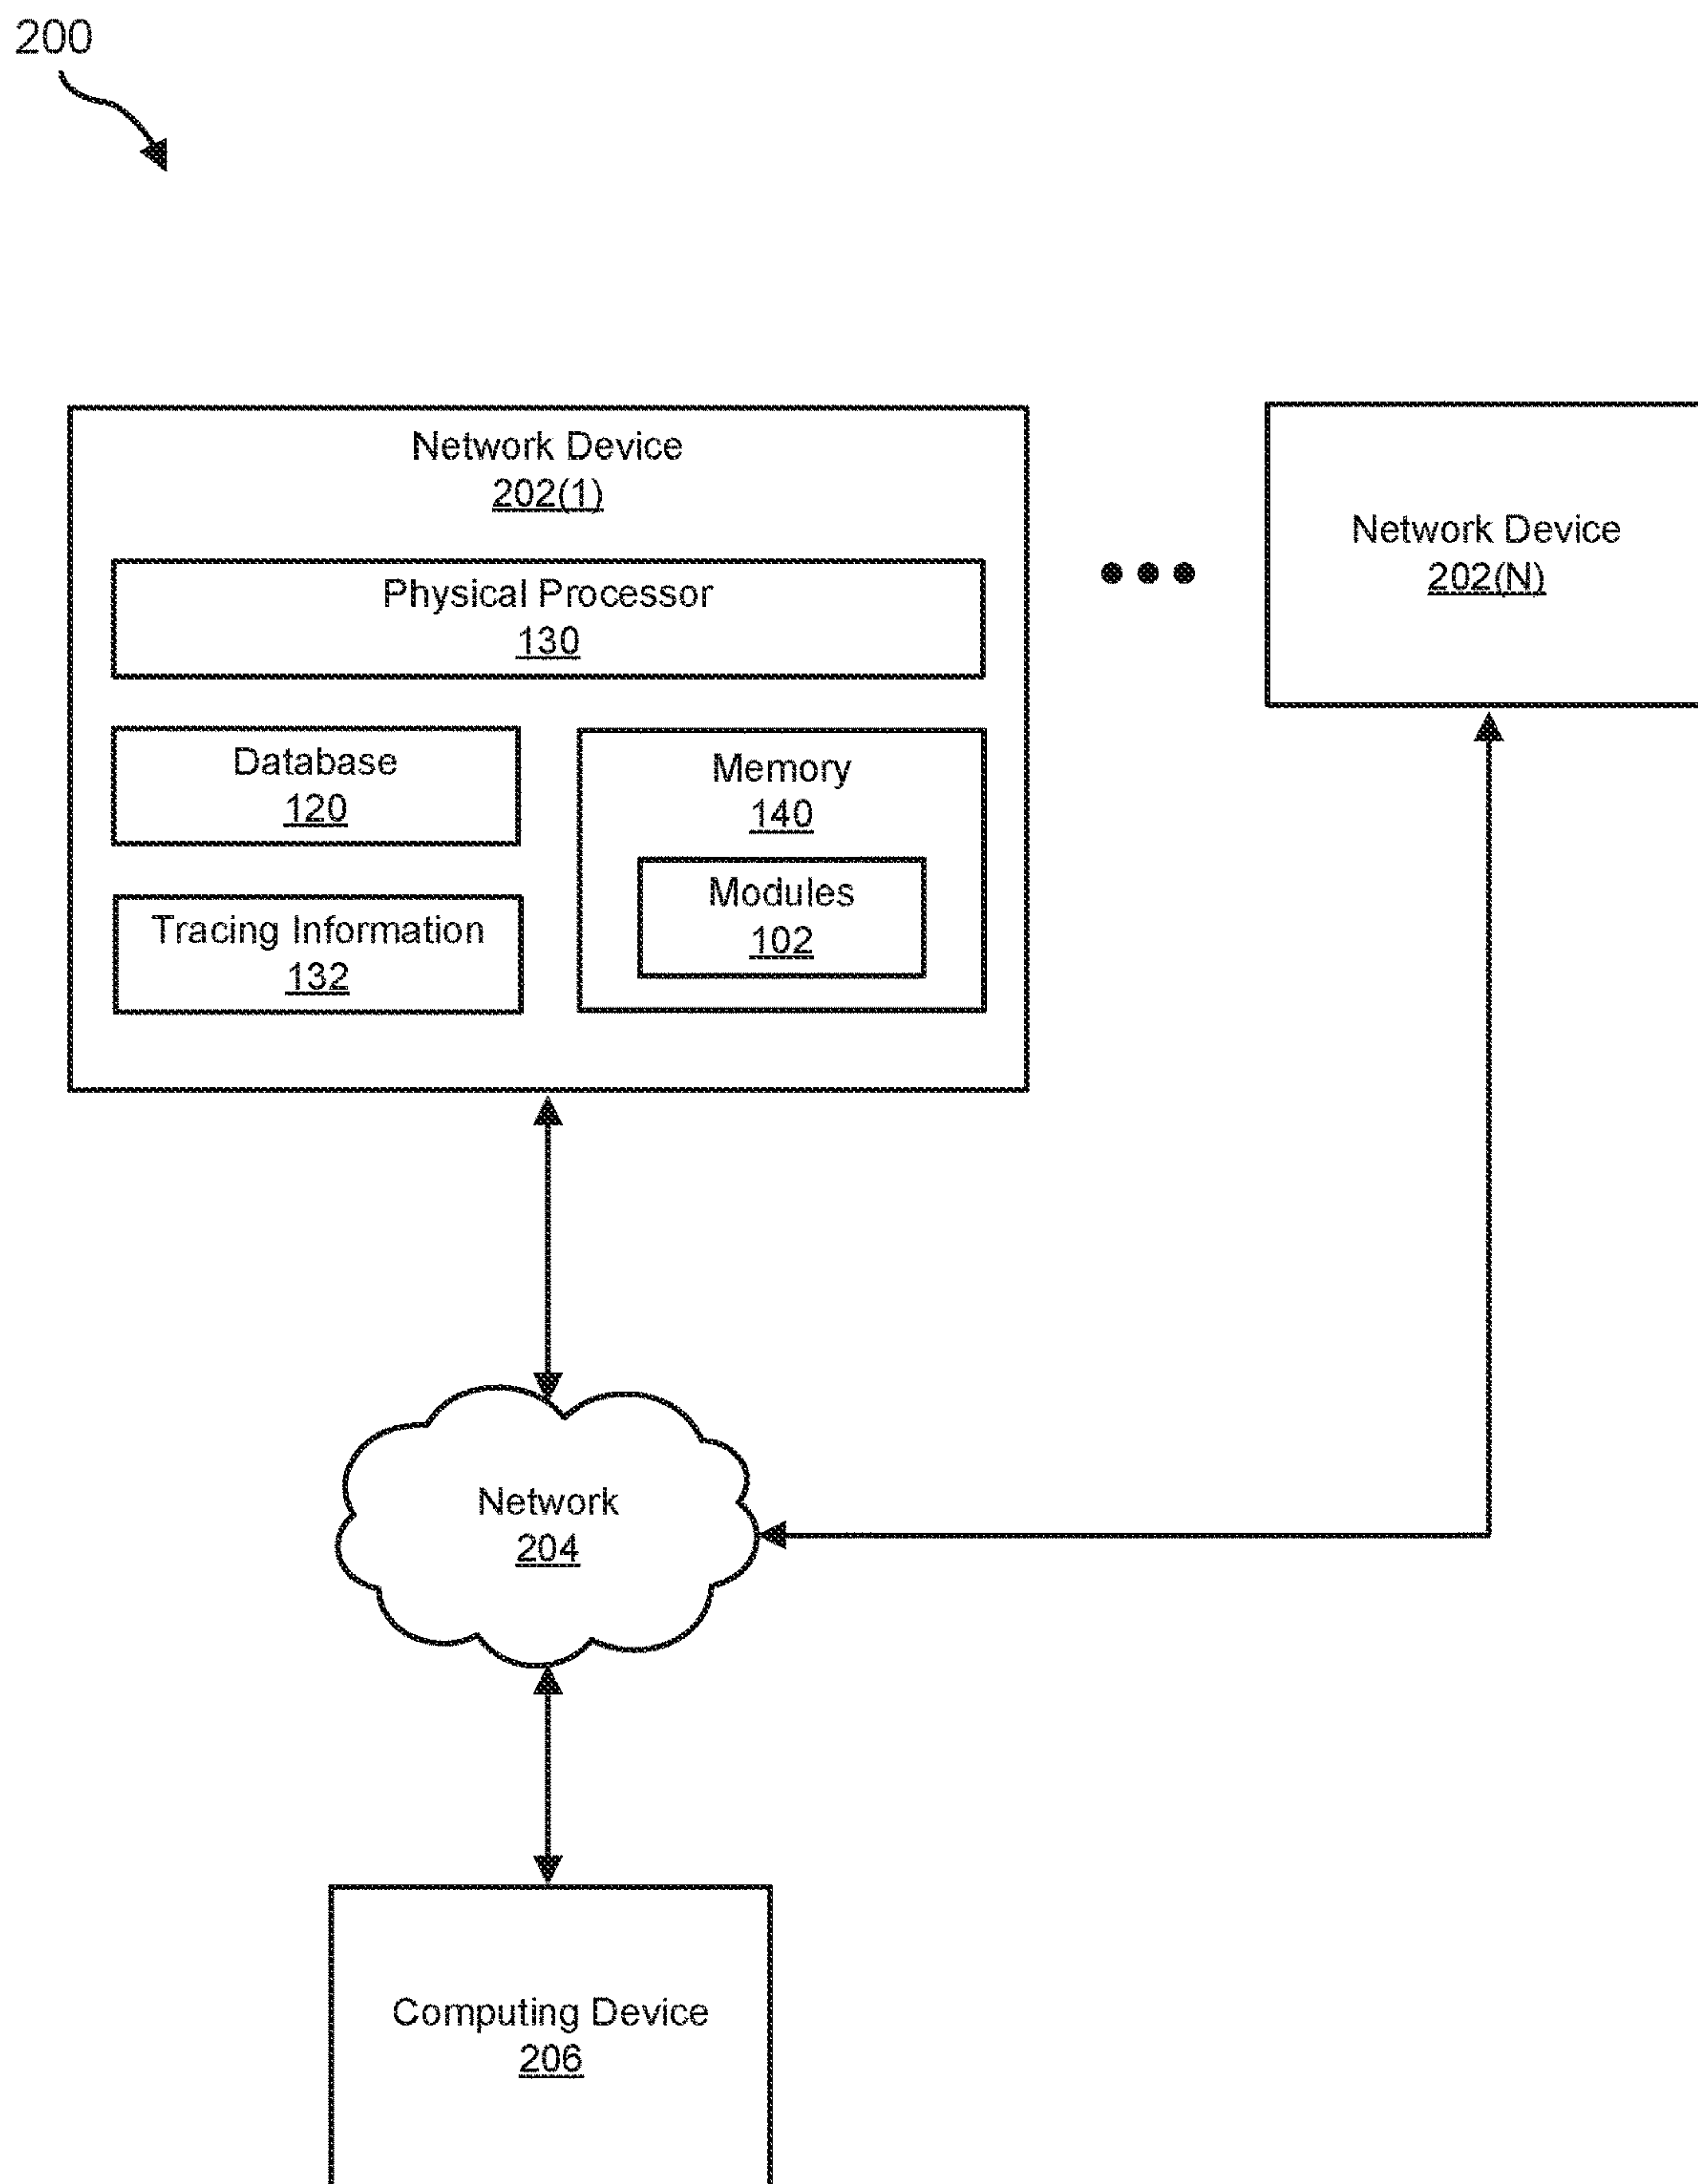 200
Network Device
202(1)
Physical Processor
130
Database
120
Memory
140
Modules
102
Tracing Information
132
Network Device
202(N)
Network
204
Computing Device
206